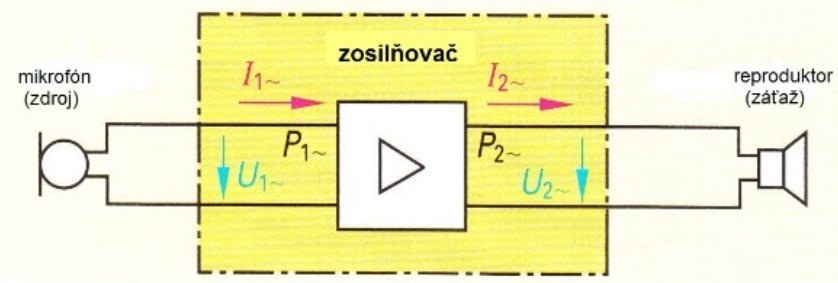 zosilňovač
mikrofón
(zdroj)
I1~
I2~
reproduktor
(záťaž)
P1~
P2~
U1~
U2~